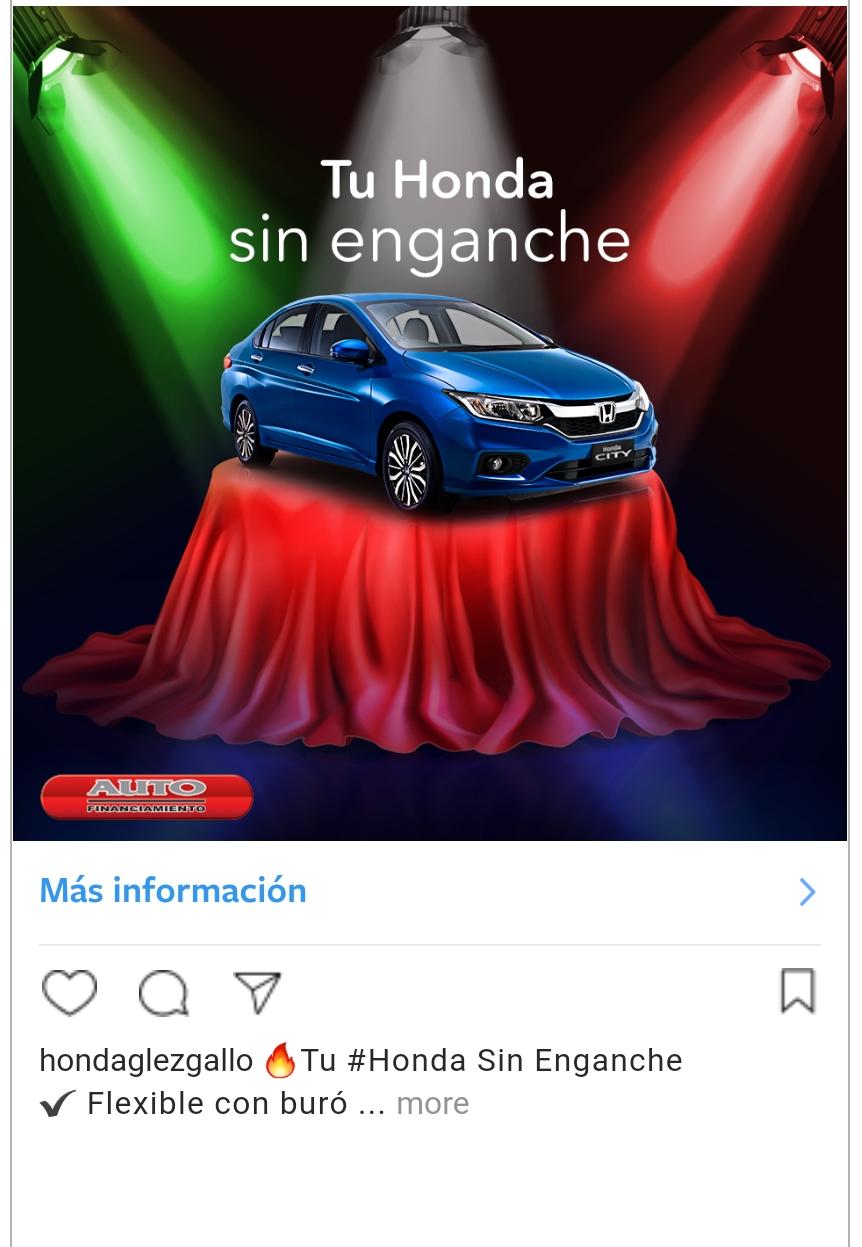 Tu Honda
sin enganche
Honda
CITY
AUTO
FINANCIAMIENTO
Más información
hondaglezgallo 🔥Tu #Honda Sin Enganche
✔ Flexible con buró ... more